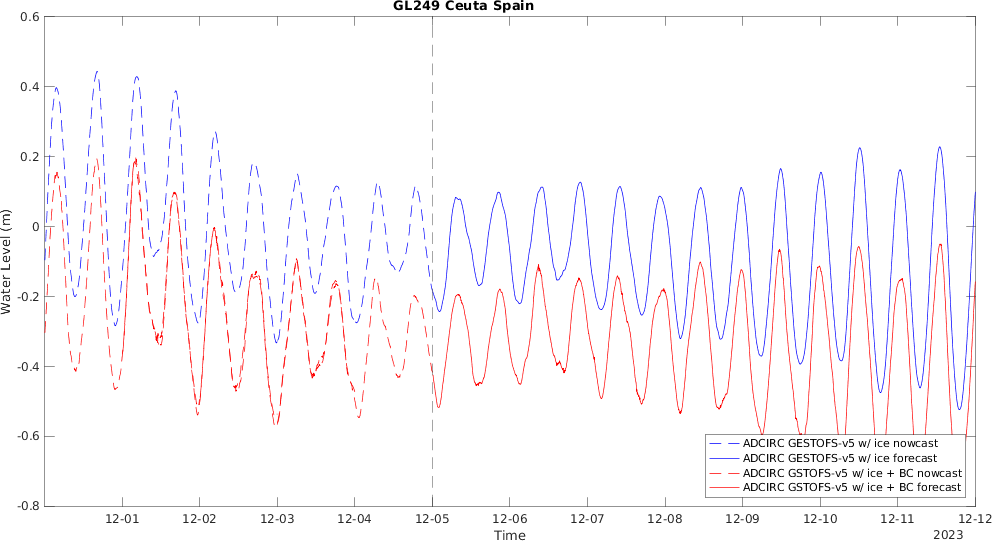 GL249 Ceuta Spain
0.6
0.4
0.2
0
-0.2
-0.4
-0.6
-0.8
Water Level (m)
ADCIRC GESTOFS-v5 w/ ice nowcast
ADCIRC GESTOFS-v5 w/ ice forecast
ADCIRC GSTOFS-v5 w/ ice + BC nowcast
ADCIRC GSTOFS-v5 w/ ice + BC forecast
12-01 12-02 12-03 12-04 12-05 12-06 12-07 12-08 12-09 12-10 12-11 12-12
Time
2023